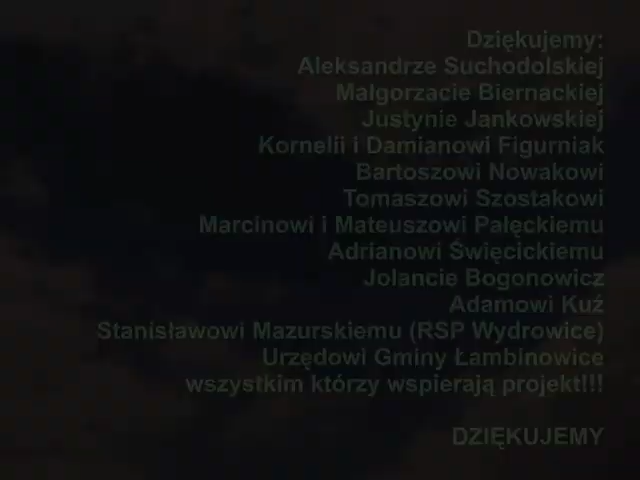 Dziękujemy:
Aleksandrze Suchodolskiej
Małgorzacie Biernackiej
Justynie Jankowskiej
Kornelii i Damianowi Figurniak
Bartoszowi Nowakowi
Tomaszowi Szostakowi
Marcinowi i Mateuszowi Pałęckiemu
Adrianowi Święcickiemu
Jolancie Bogonowicz
Adamowi Kuź
Stanisławowi Mazurskiemu (RSP Wydrowice)
Urzędowi Gminy Łambinowice
wszystkim którzy wspierają projekt!!!
DZIĘKUJEMY